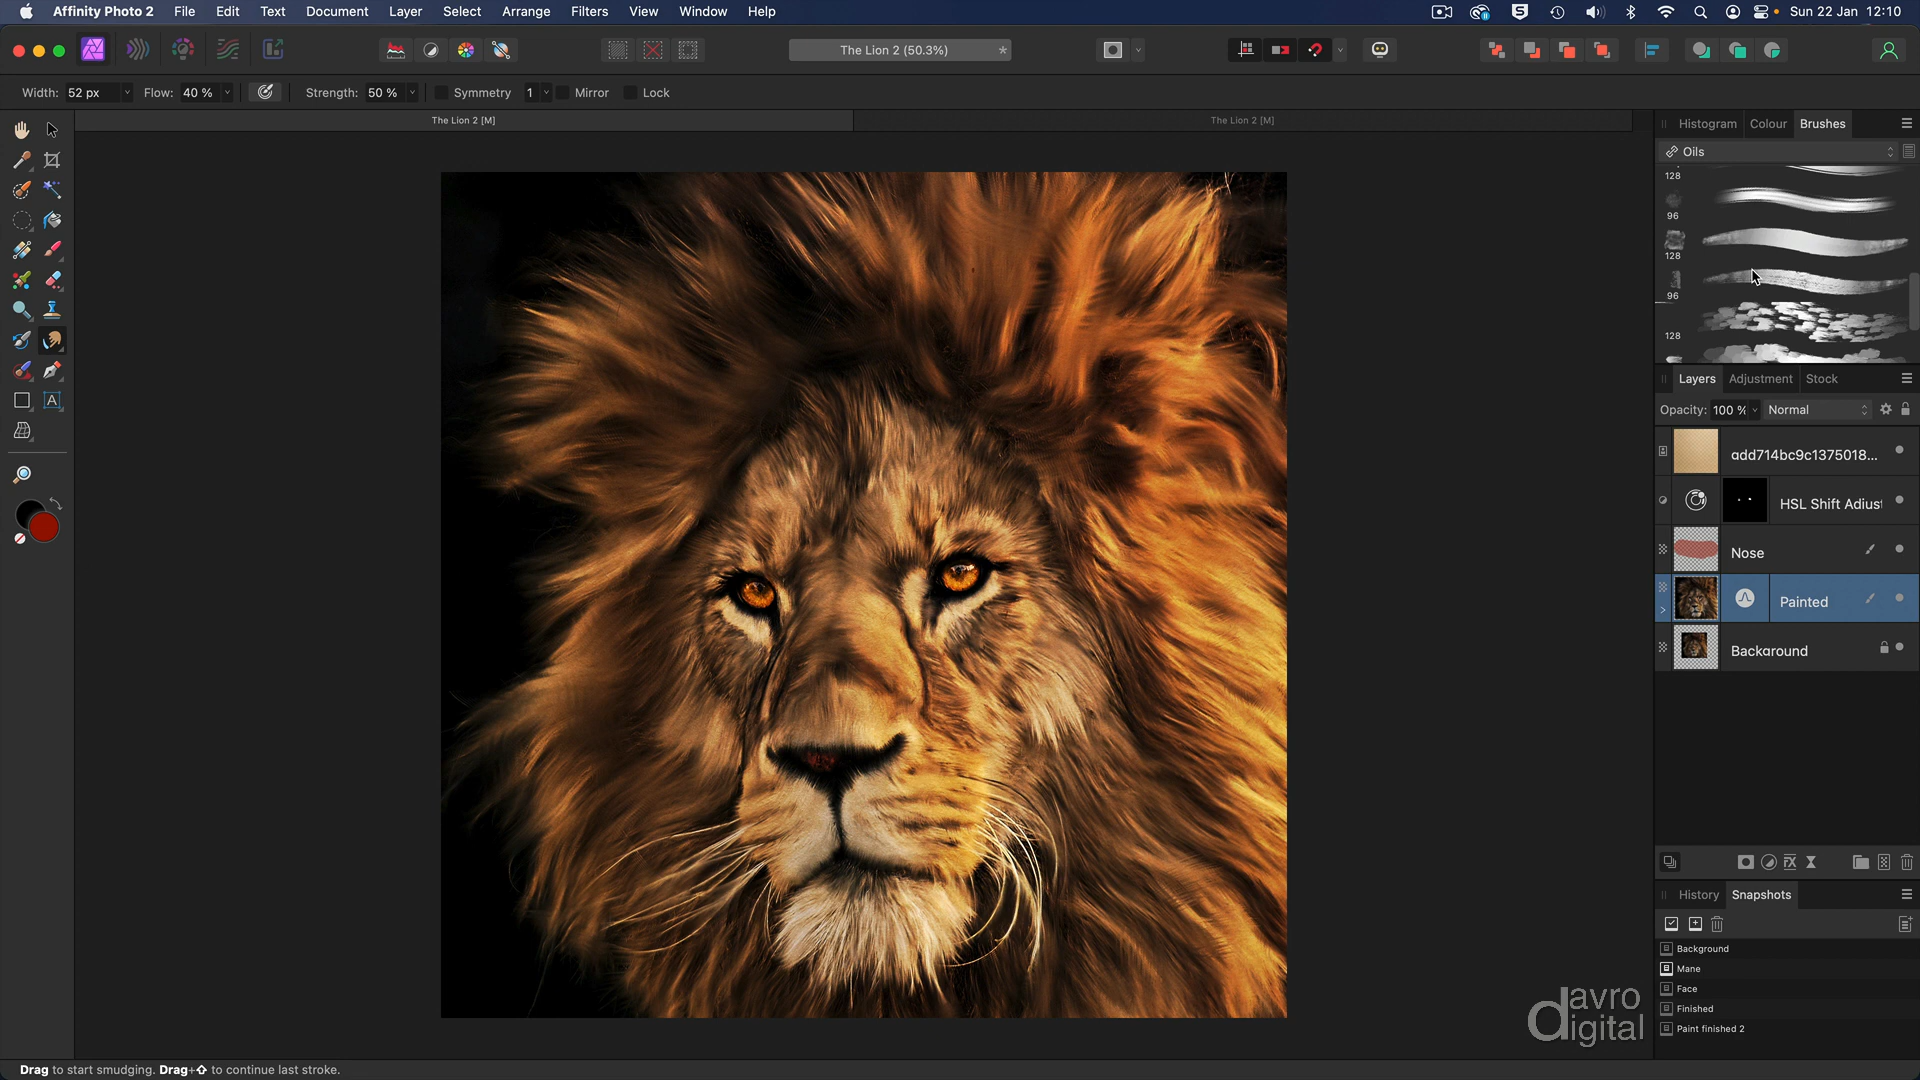 Affinity Photo 2 File Edit Text Document Layer Select Arrange Filters View Window Help Sun 22 Jan 12:10
The Lion 2 (50.3%) *
Width: 52 px Flow: 40 % Strength: 50 % Symmetry 1 Mirror Lock
The Lion 2 [M] The Lion 2 [M]
Histogram Colour Brushes
Oils
128
96
128
96
128
Layers Adjustment Stock
Opacity: 100 % Normal
add714bc9c1375018...
HSL Shift Adjus
Nose
Painted
Background
History Snapshots
Background
Mane
Face
Finished
Paint finished 2
davro
digital
Drag to start smudging. Drag+⇧ to continue last stroke.